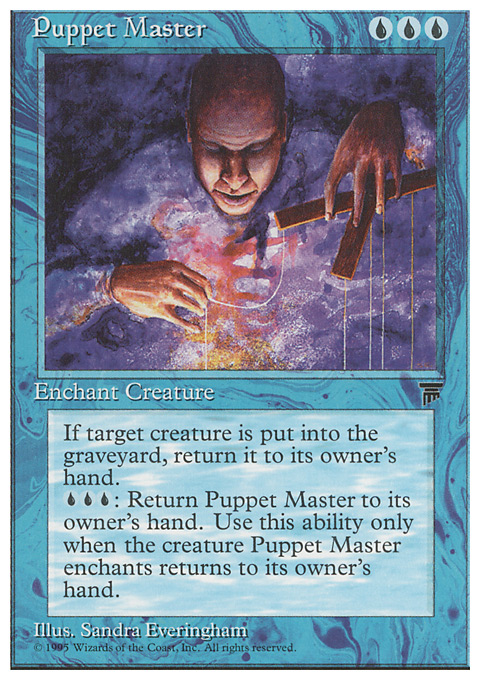 Puppet Master
Enchant Creature
If target creature is put into the
graveyard, return it to its owner's
hand.
: Return Puppet Master to its
owner's hand. Use this ability only
when the creature Puppet Master
enchants returns to its owner's
hand.
Illus. Sandra Everingham
© 1995 Wizards of the Coast, Inc. All rights reserved.